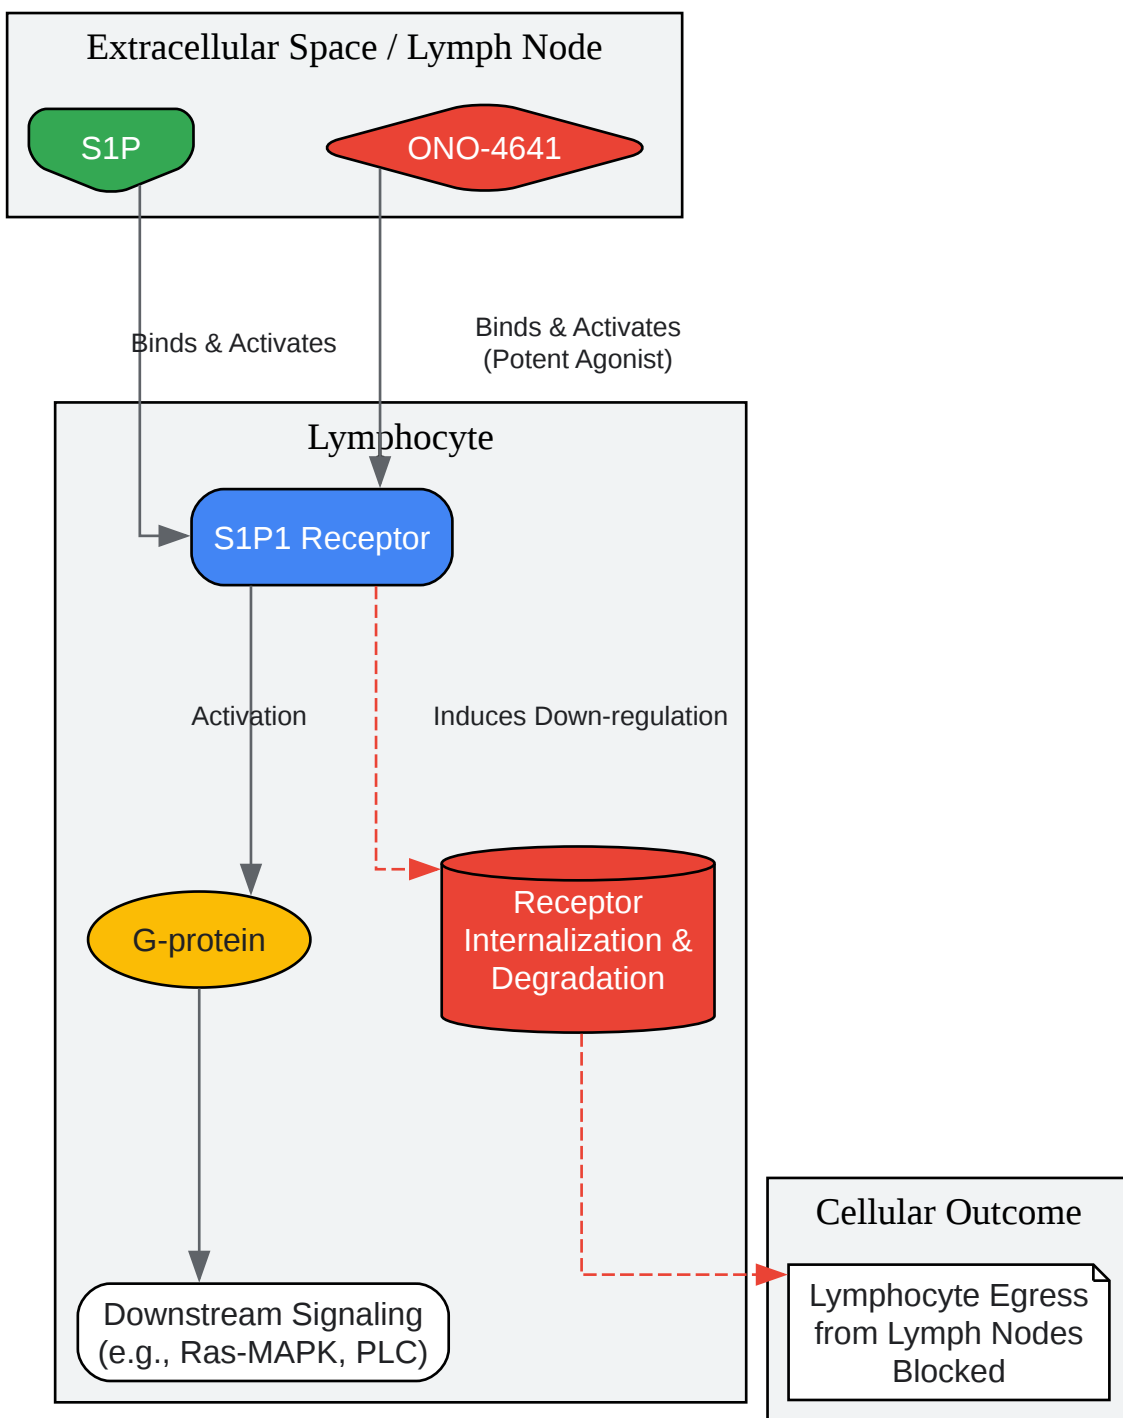 Extracellular Space / Lymph Node
S1P
ONO-4641
Binds & Activates
Binds & Activates
(Potent Agonist)
Lymphocyte
S1P1 Receptor
Activation
Induces Down-regulation
G-protein
Receptor
Internalization &
Degradation
Downstream Signaling
(e.g., Ras-MAPK, PLC)
Cellular Outcome
Lymphocyte Egress
from Lymph Nodes
Blocked